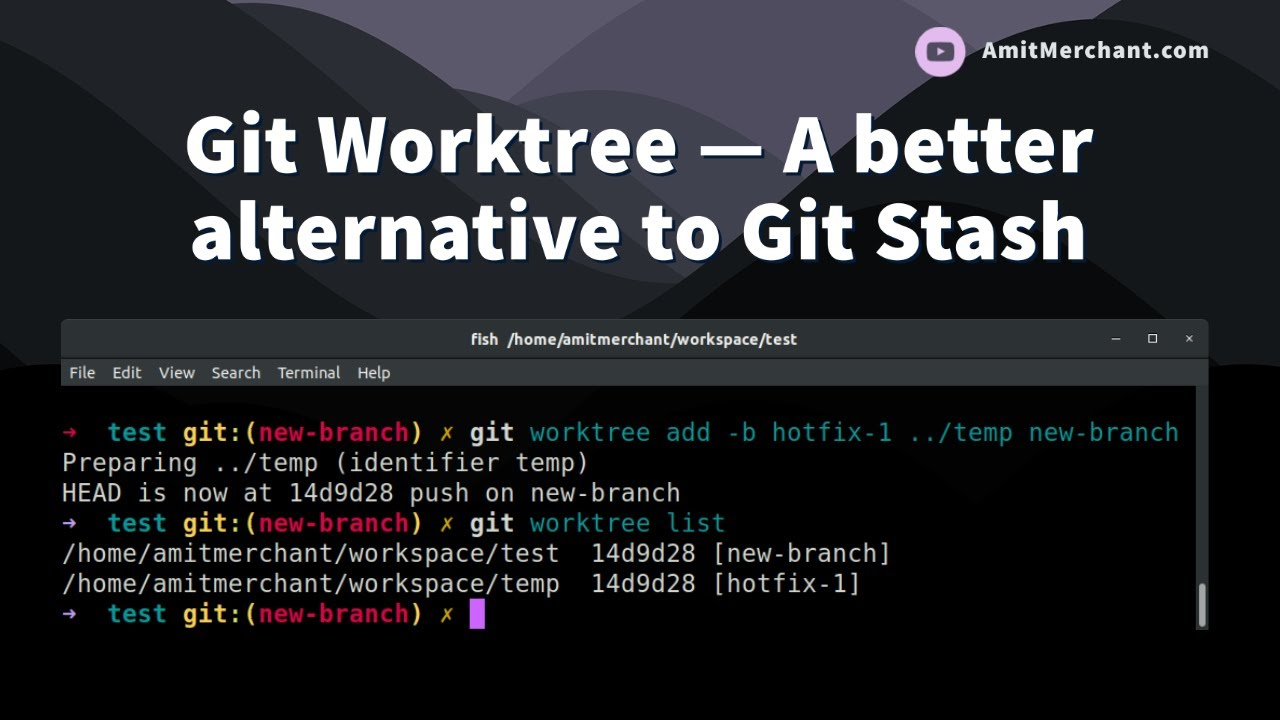 AmitMerchant.com
Git Worktree — A better
alternative to Git Stash
fish /home/amitmerchant/workspace/test
File Edit View Search Terminal Help
➜ test git:(new-branch) ✗ git worktree add -b hotfix-1 ../temp new-branch
Preparing ../temp (identifier temp)
HEAD is now at 14d9d28 push on new-branch
➜ test git:(new-branch) ✗ git worktree list
/home/amitmerchant/workspace/test 14d9d28 [new-branch]
/home/amitmerchant/workspace/temp 14d9d28 [hotfix-1]
➜ test git:(new-branch) ✗